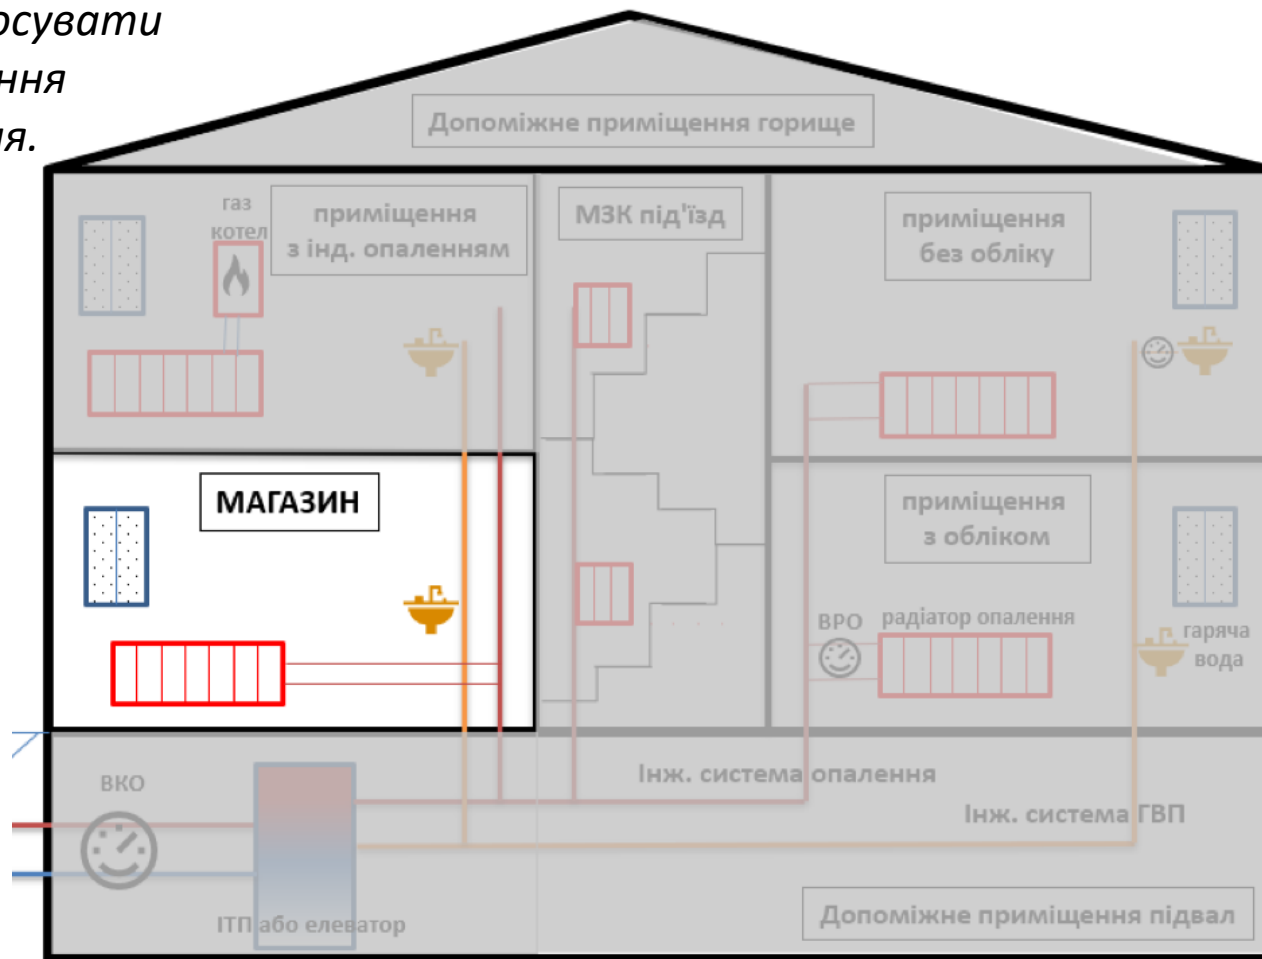 осувати
ння
ня.
Допоміжне приміщення горище
газ
котел
приміщення
з інд. опаленням
МЗК під'їзд
приміщення
без обліку
МАГАЗИН
приміщення
з обліком
ВРО
радіатор опалення
гаряча
вода
ВКО
Інж. система опалення
Інж. система ГВП
ІТП або елеватор
Допоміжне приміщення підвал